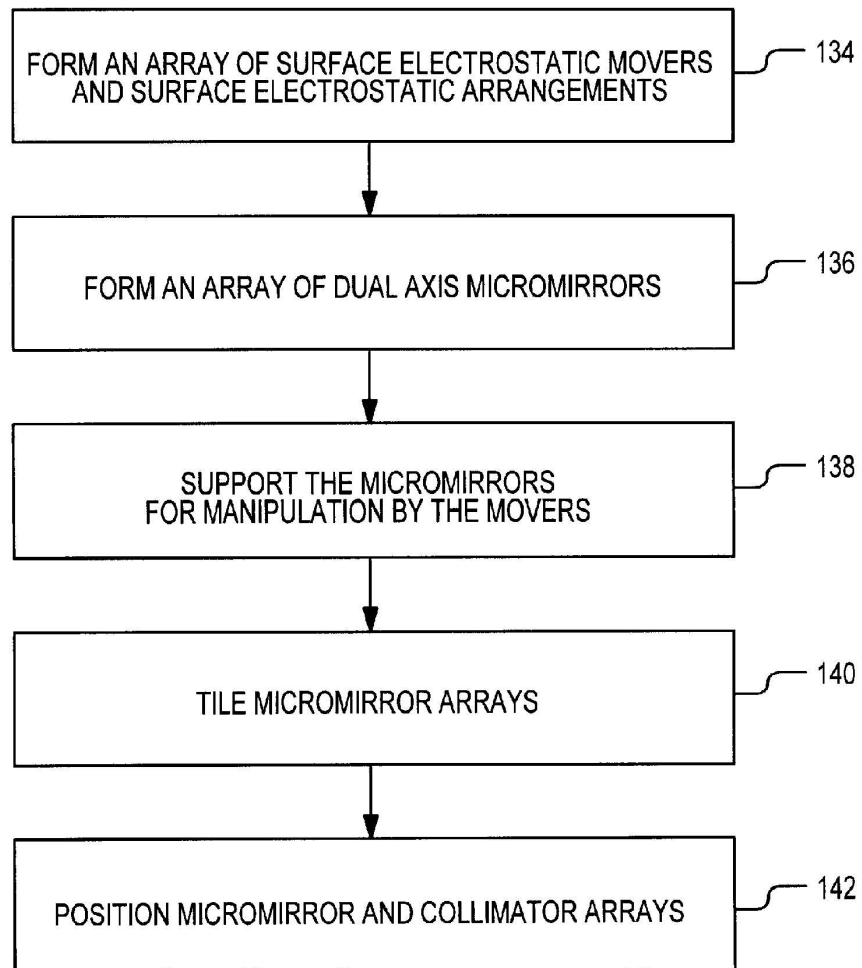 FORM AN ARRAY OF SURFACE ELECTROSTATIC MOVERS
AND SURFACE ELECTROSTATIC ARRANGEMENTS
134
FORM AN ARRAY OF DUAL AXIS MICROMIRRORS
136
SUPPORT THE MICROMIRRORS
FOR MANIPULATION BY THE MOVERS
138
TILE MICROMIRROR ARRAYS
140
POSITION MICROMIRROR AND COLLIMATOR ARRAYS
142